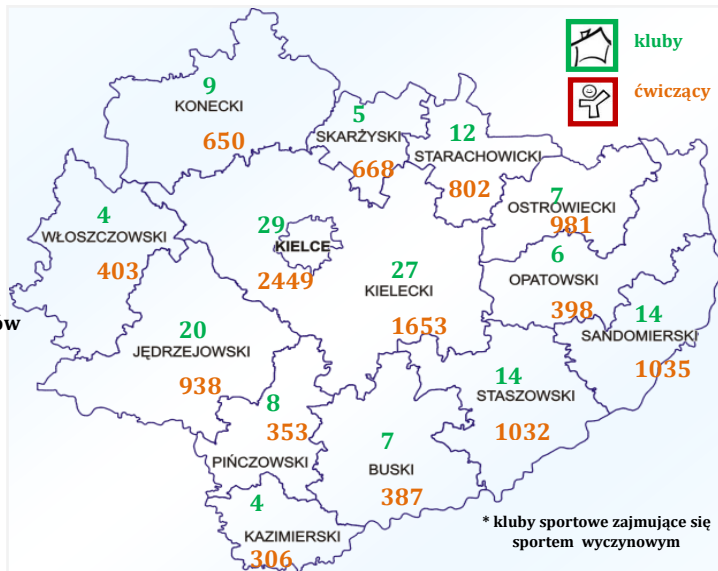 kluby
ćwiczący
9
KONECKI
650
5
SKARŻYSKI
668
12
STARACHOWICKI
802
7
OSTROWIECKI
981
4
WŁOSZCZOWSKI
403
29
KIELCE
2449
27
KIELECKI
1653
6
OPATOWSKI
398
14
SANDOMIERSKI
1035
ów
20
JĘDRZEJOWSKI
938
14
STASZOWSKI
1032
8
353
PIŃCZOWSKI
7
BUSKI
387
4
KAZIMIERSKI
306
* kluby sportowe zajmujące się
sportem wyczynowym